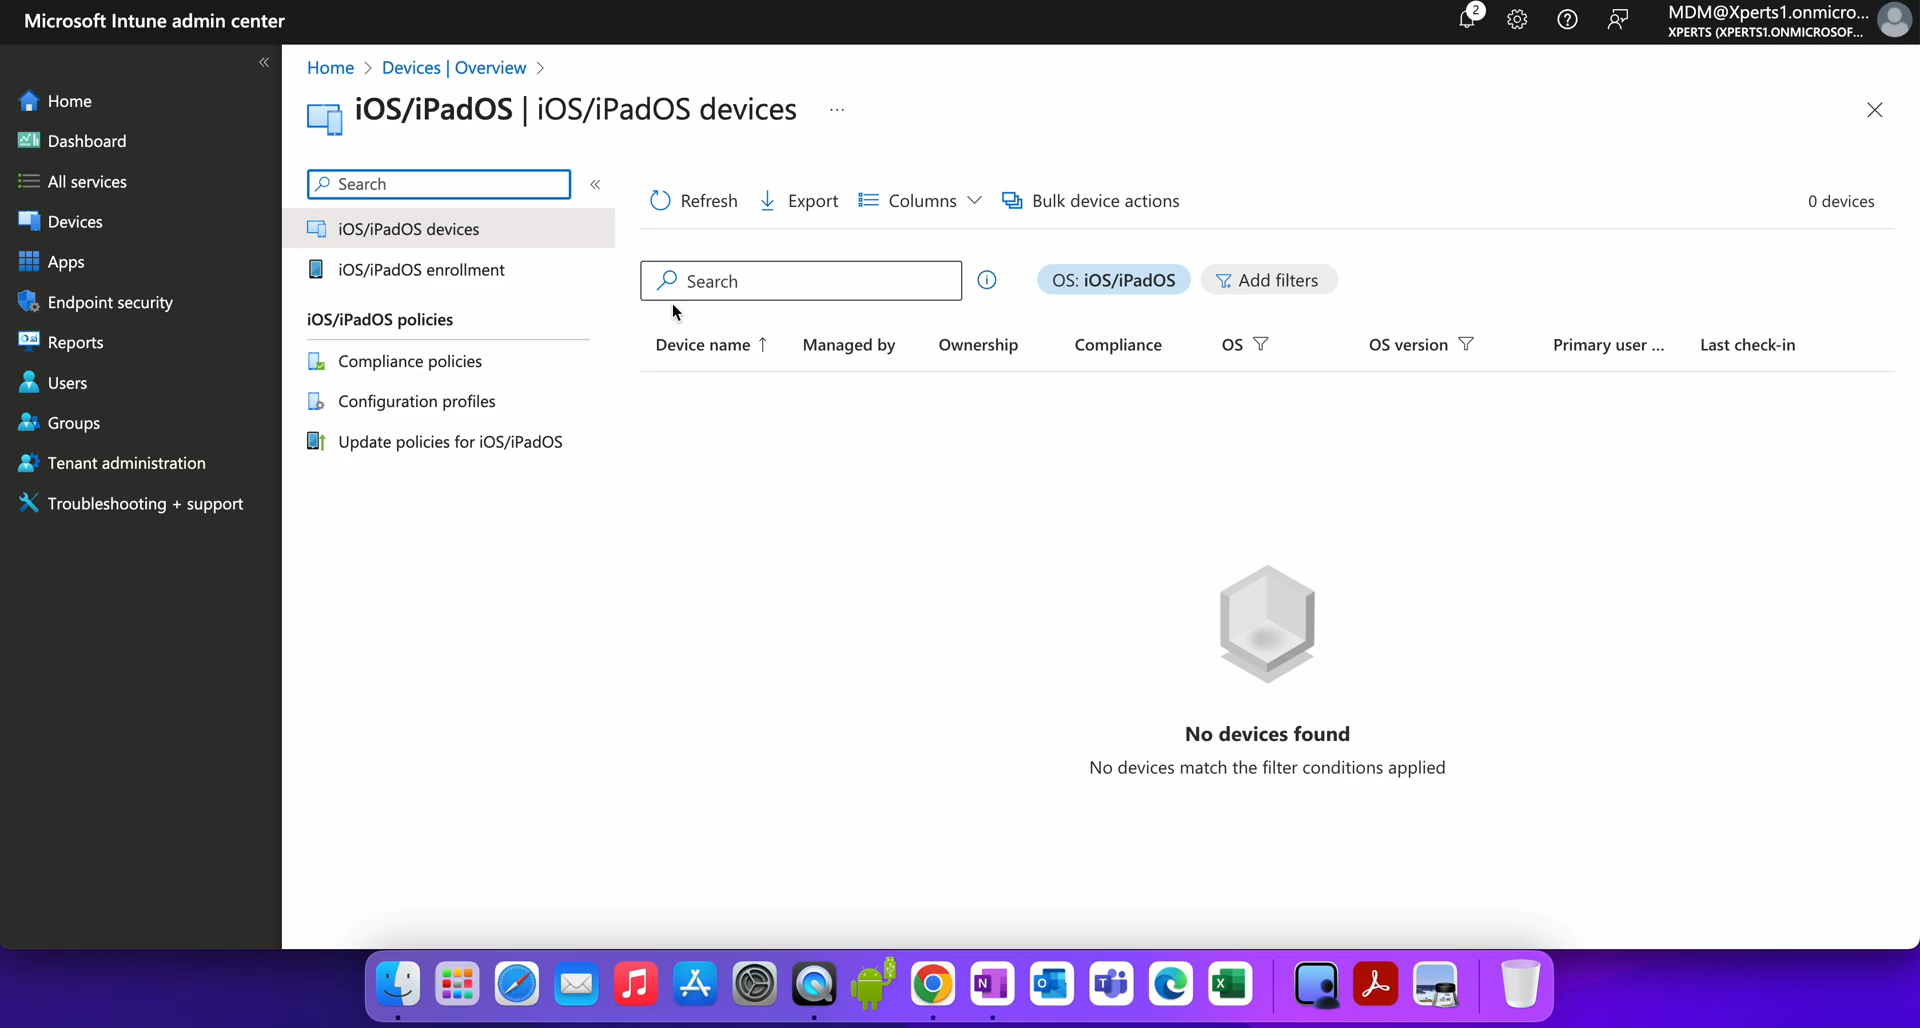 Microsoft Intune admin center
2
MDM@Xperts1.onmicro...
XPERTS (XPERTS1.ONMICROSOF...
«
Home
Dashboard
All services
Devices
Apps
Endpoint security
Reports
Users
Groups
Tenant administration
Troubleshooting + support
Home > Devices | Overview >
iOS/iPadOS | iOS/iPadOS devices ...
Search «
iOS/iPadOS devices
iOS/iPadOS enrollment
iOS/iPadOS policies
Compliance policies
Configuration profiles
Update policies for iOS/iPadOS
Refresh Export Columns Bulk device actions 0 devices
Search OS: iOS/iPadOS Add filters
Device name ↑ Managed by Ownership Compliance OS OS version Primary user ... Last check-in
No devices found
No devices match the filter conditions applied